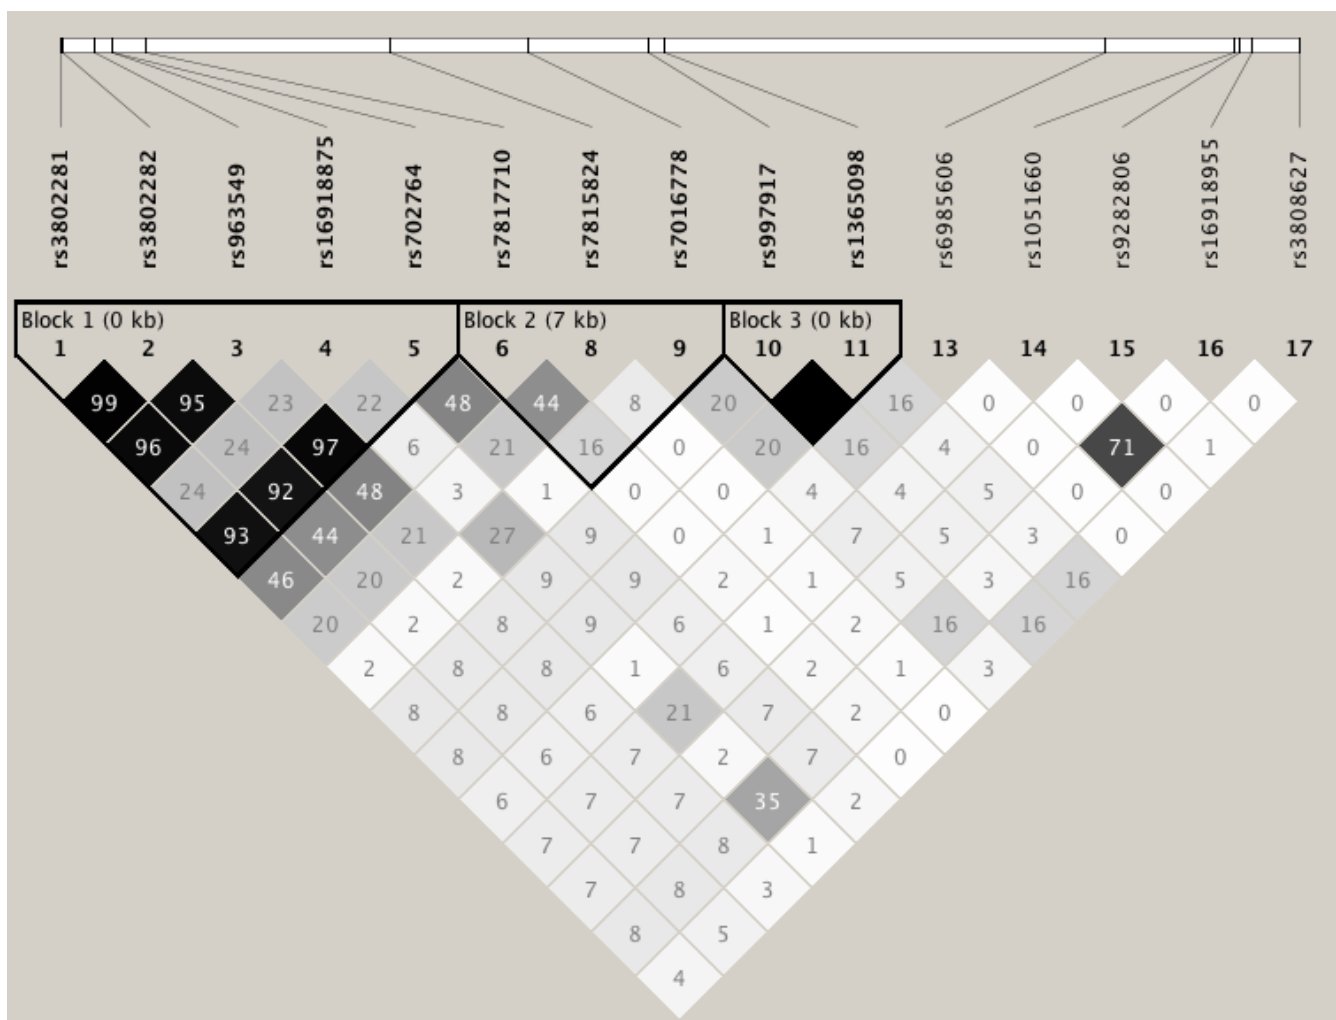 rs3802281
rs3802282
rs963549
rs16918875
rs702764
rs7817710
rs7815824
rs7016778
rs997917
rs1365098
rs6985606
rs1051660
rs9282806
rs16918955
rs3808627
Block 1 (0 kb) Block 2 (7 kb) Block 3 (0 kb)
1 2 3 4 5 6 8 9 10 11 13 14 15 16 17
99 95 23 22 48 44 8 20 16 0 0 0 0
96 24 97 6 21 16 0 20 16 4 0 71 1
24 92 48 3 1 0 0 4 4 5 0 0
93 44 21 27 9 0 1 7 5 3 0
46 20 2 9 9 2 1 5 3 16
20 2 8 9 6 1 2 16 16
2 8 8 1 6 2 1 3
8 8 6 21 7 2 0
8 6 7 2 7 0
6 7 7 35 2
7 7 8 1
7 8 3
8 5
4